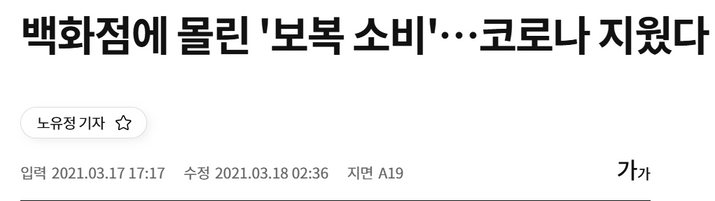 백화점에 몰린 '보복 소비'…코로나 지웠다
노유정 기자
입력 2021.03.17 17:17 수정 2021.03.18 02:36 지면 A19
가가